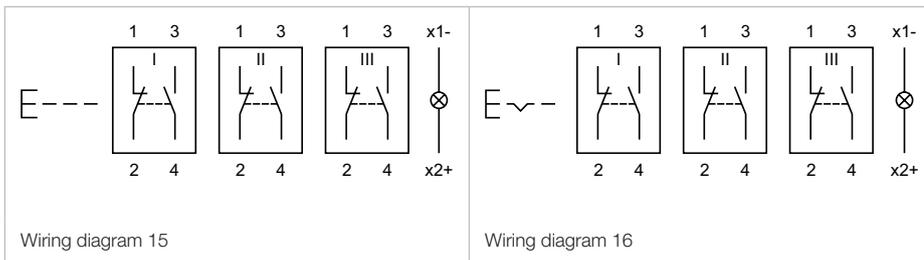 1 3 1 3 1 3 x1- 1 3 1 3 1 3 x1-
I II III I II III
2 4 2 4 2 4 x2+ 2 4 2 4 2 4 x2+
Wiring diagram 15 Wiring diagram 16